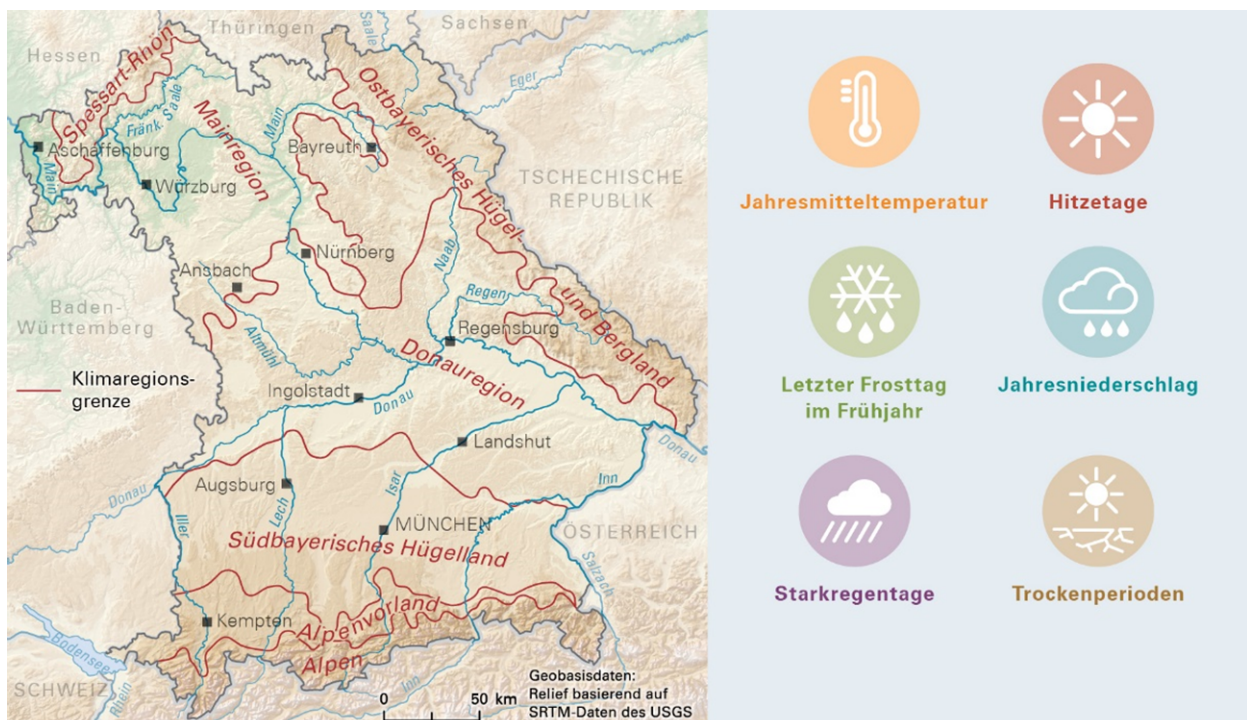 Thüringen
Sachsen
Hessen
Saale
Eger
Spessart-Rhön
Fränk. Saale
Mainregion
Main
Ostbayerisches Hügel-
und Bergland
Aschaffenburg
Bayreuth
Main
Würzburg
TSCHECHISCHE
REPUBLIK
Nürnberg
Naab
Ansbach
Regen
Baden-
Württemberg
Altmühl
Regensburg
Donauregion
Klimaregions-
grenze
Ingolstadt
Donau
Landshut
Donau
Donau
Augsburg
Isar
Inn
Iller
Lech
MÜNCHEN
ÖSTERREICH
Südbayerisches Hügelland
Salzach
Kempten
Alpenvorland
Alpen
Bodensee
SCHWEIZ
Rhein
Inn
0 50 km
Geobasisdaten:
Relief basierend auf
SRTM-Daten des USGS
Jahresmitteltemperatur
Hitzetage
Letzter Frosttag
im Frühjahr
Jahresniederschlag
Starkregentage
Trockenperioden